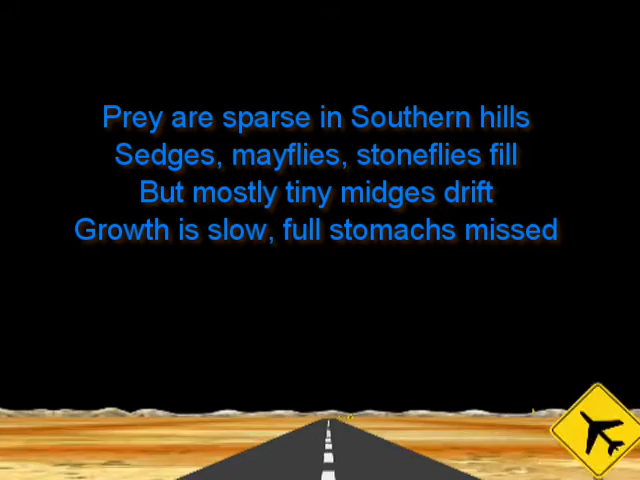 Prey are sparse in Southern hills
Sedges, mayflies, stoneflies fill
But mostly tiny midges drift
Growth is slow, full stomachs missed